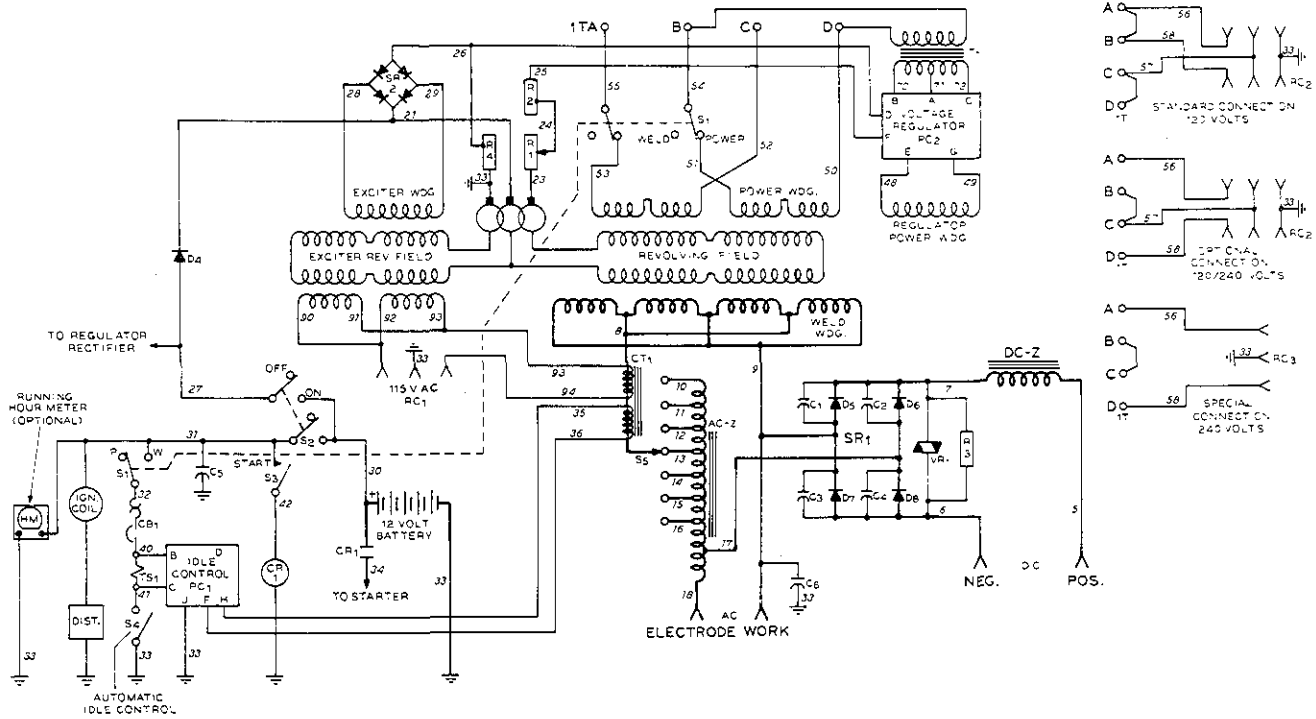 1TA B C D
26
25
55
54
28 SR 2 29
21
R 2
24
R 4
R 1
33
23
S1
WELD POWER
53
51
52
50
B A C
D VOLTAGE
REGULATOR
F PC2
E G
48 49
EXCITER WDG
POWER WDG.
REGULATOR
POWER WDG
EXCITER REV FIELD
REVOLVING FIELD
D4
90 91 92 93
8
WELD
WDG.
TO REGULATOR
RECTIFIER
33
115 V AC
RC1
93
94
35
36
CT1
S5
10
11
12
13
14
15
16
AC-Z
17
18
9
C6
33
ELECTRODE AC WORK
C1 D5 C2 D6
SR1
C3 D7 C4 D8
7
DC-Z
R 3
6
5
NEG. DC POS.
27
OFF
ON
S2
RUNNING
HOUR METER
(OPTIONAL)
31
P W
S1
C5
START
S3
30
32
42
HM
IGN
COIL
CB1
+
12 VOLT
BATTERY
40
B D
IDLE
CONTROL
PC1
C
J F H
TS1
41
CR 1
CR1
34
TO STARTER
33
DIST.
S4
33
33
33
AUTOMATIC
IDLE CONTROL
A 56
B 58
C 57
D
1T
33
RC2
STANDARD CONNECTION
120 VOLTS
A 56
B
C 57
D 58
33
RC2
OPTIONAL
CONNECTION
120/240 VOLTS
A 56
B
C
D 58
1T
33
RC3
SPECIAL
CONNECTION
240 VOLTS